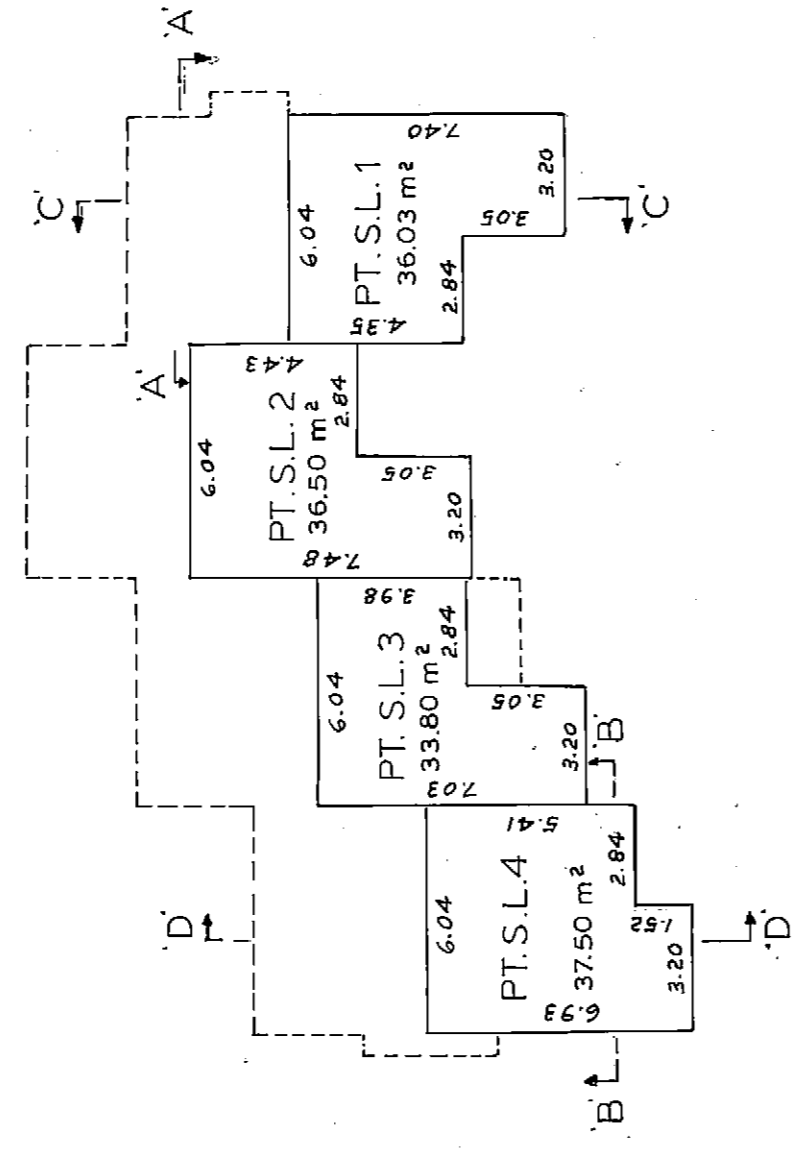 'A'
'C'
7.40
6.04
PT. S.L. 1
36.03 m²
3.20
3.05
2.84
4.35
'C'
'A'
4.43
6.04
PT. S.L. 2
36.50 m²
2.84
3.05
3.20
7.48
3.98
6.04
PT. S.L. 3
33.80 m²
2.84
3.05
3.20
7.03
'B'
5.41
'D'
6.04
PT. S.L. 4
37.50 m²
2.84
1.52
3.20
6.93
'D'
'B'